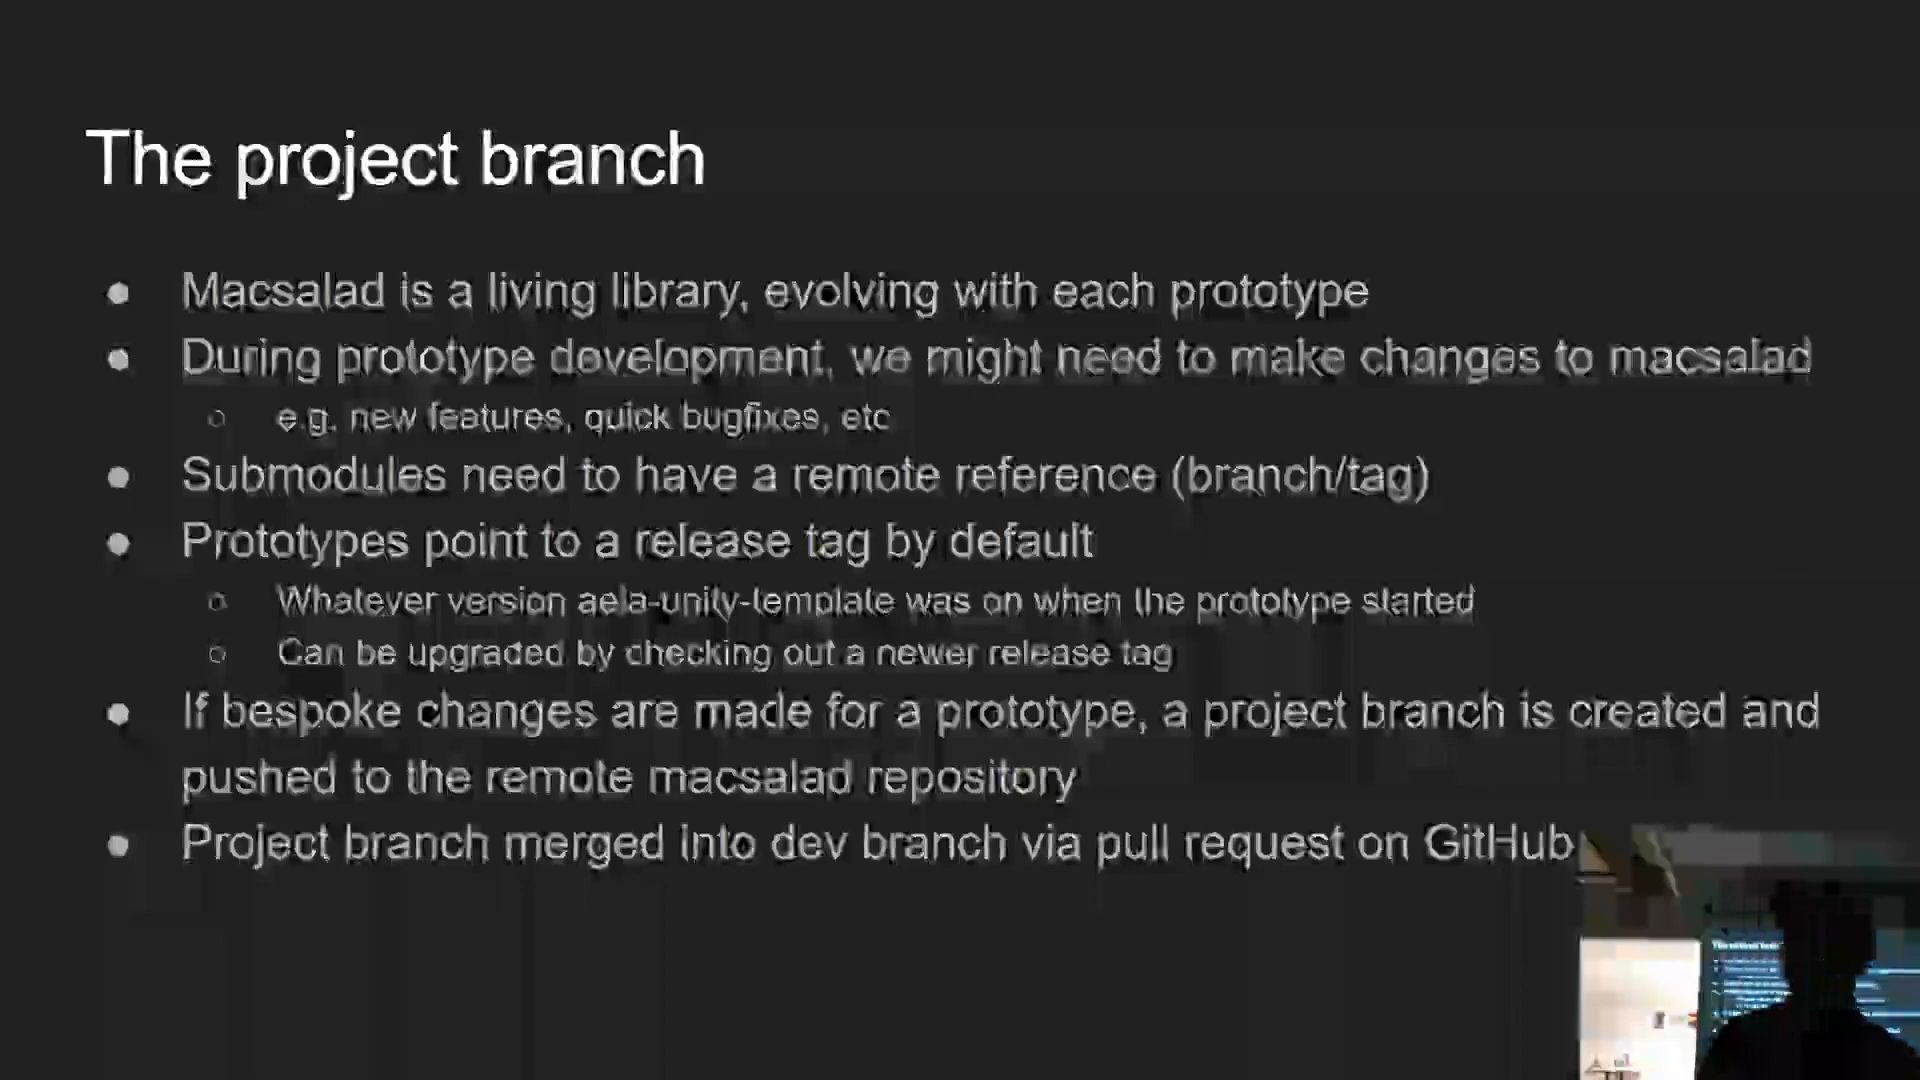 The project branch
● Macsalad is a living library, evolving with each prototype
● During prototype development, we might need to make changes to macsalad
○ e.g. new features, quick bugfixes, etc
● Submodules need to have a remote reference (branch/tag)
● Prototypes point to a release tag by default
○ Whatever version aela-unity-template was on when the prototype started
○ Can be upgraded by checking out a newer release tag
● If bespoke changes are made for a prototype, a project branch is created and
pushed to the remote macsalad repository
● Project branch merged into dev branch via pull request on GitHub